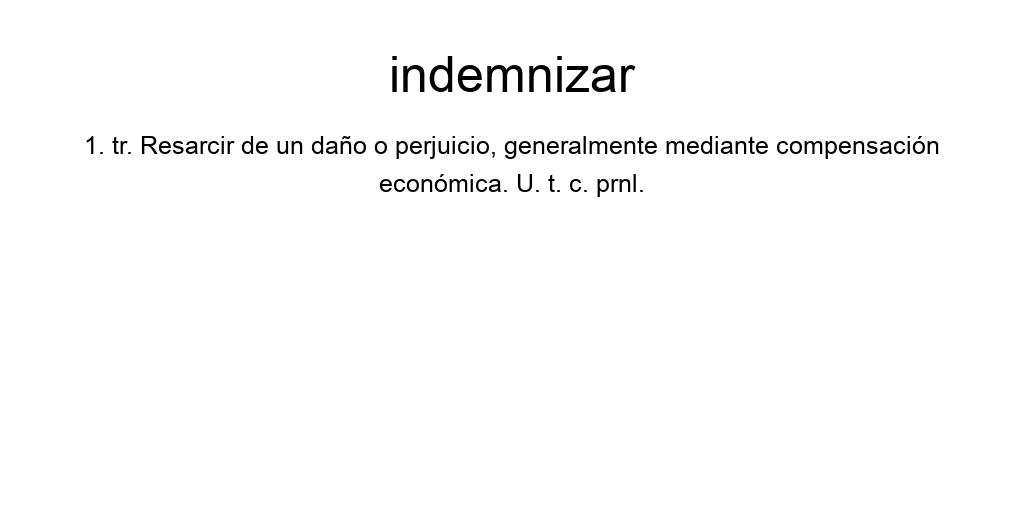 indemnizar
1. tr. Resarcir de un daño o perjuicio, generalmente mediante compensación
económica. U. t. c. prnl.